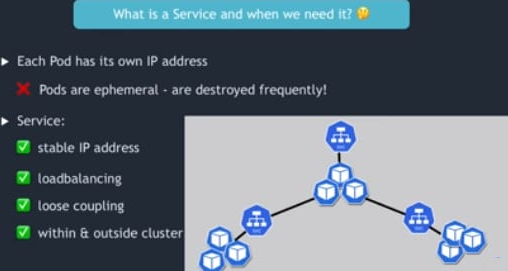 What is a Service and when we need it? 🤔
Each Pod has its own IP address
❌ Pods are ephemeral - are destroyed frequently!
Service:
✅ stable IP address
✅ loadbalancing
✅ loose coupling
✅ within & outside cluster